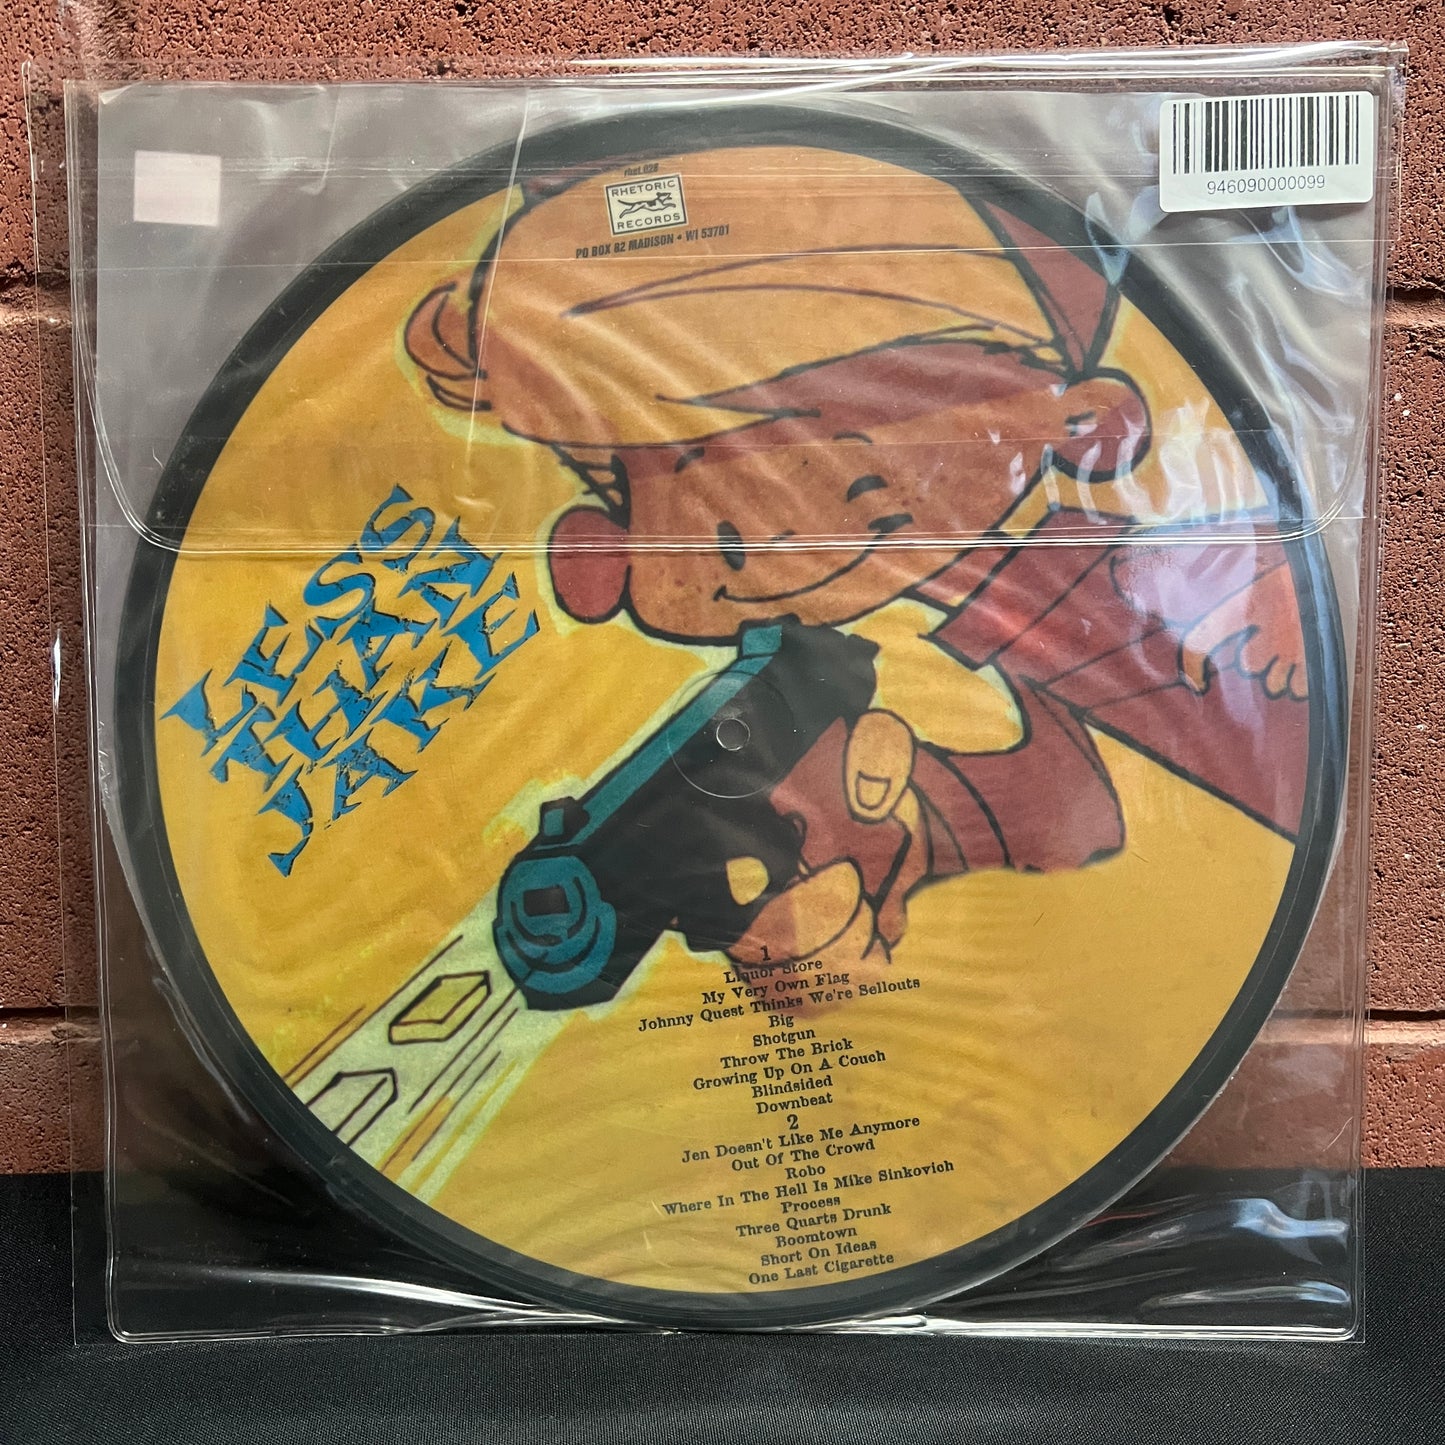 946090000099
rhet.028
RHETORIC
RECORDS
PO BOX 82 MADISON • WI 53701
LESS
THAN
JAKE
1
Liquor Store
My Very Own Flag
Johnny Quest Thinks We're Sellouts
Big
Shotgun
Throw The Brick
Growing Up On A Couch
Blindsided
Downbeat
2
Jen Doesn't Like Me Anymore
Out Of The Crowd
Robo
Where In The Hell Is Mike Sinkovich
Process
Three Quarts Drunk
Boomtown
Short On Ideas
One Last Cigarette